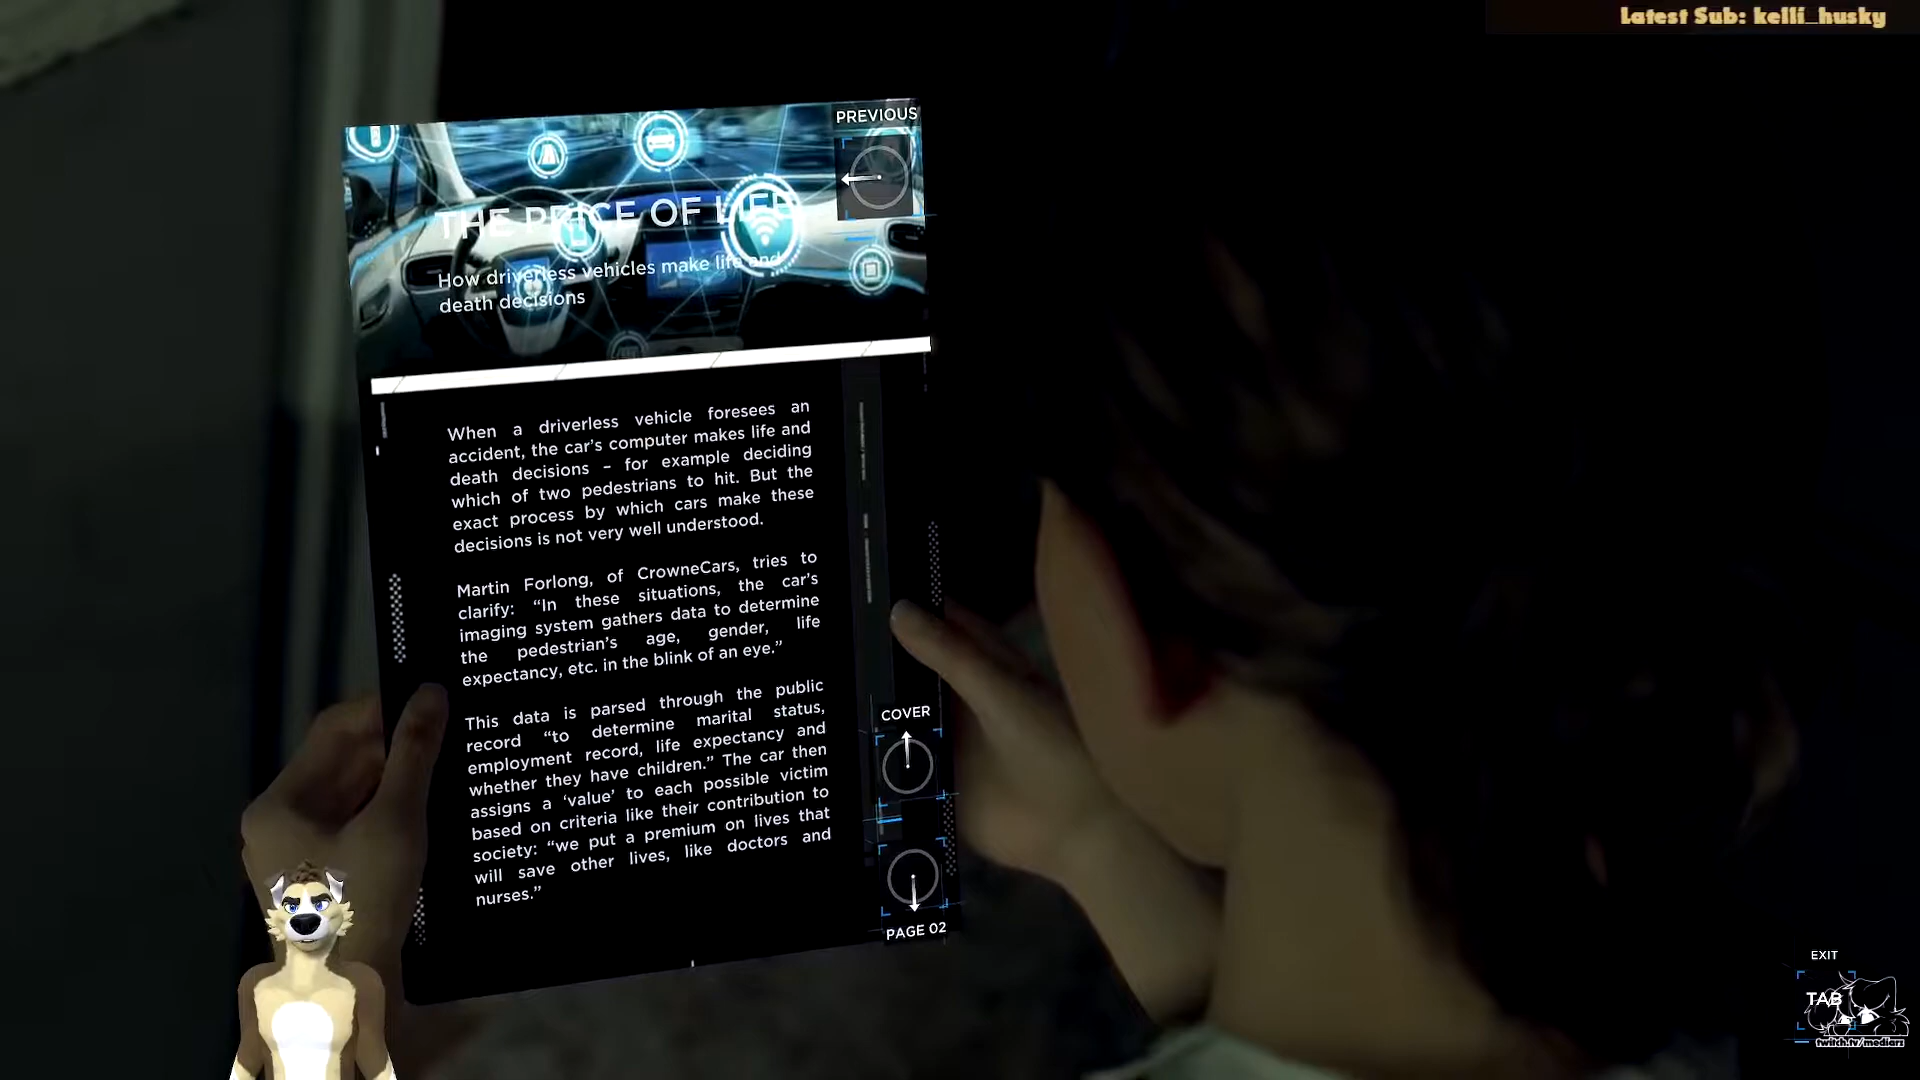 Latest Sub: kelli_husky
PREVIOUS
THE PRICE OF LIFE
How driverless vehicles make life and
death decisions
When a driverless vehicle foresees an
accident, the car's computer makes life and
death decisions – for example deciding
which of two pedestrians to hit. But the
exact process by which cars make these
decisions is not very well understood.
Martin Forlong, of CrowneCars, tries to
clarify: “In these situations, the car's
imaging system gathers data to determine
the pedestrian's age, gender, life
expectancy, etc. in the blink of an eye.”
This data is parsed through the public
record “to determine marital status,
employment record, life expectancy and
whether they have children.” The car then
assigns a ‘value’ to each possible victim
based on criteria like their contribution to
society: “we put a premium on lives that
will save other lives, like doctors and
nurses.”
COVER
PAGE 02
EXIT
TAB
twitch.tv/mediarz